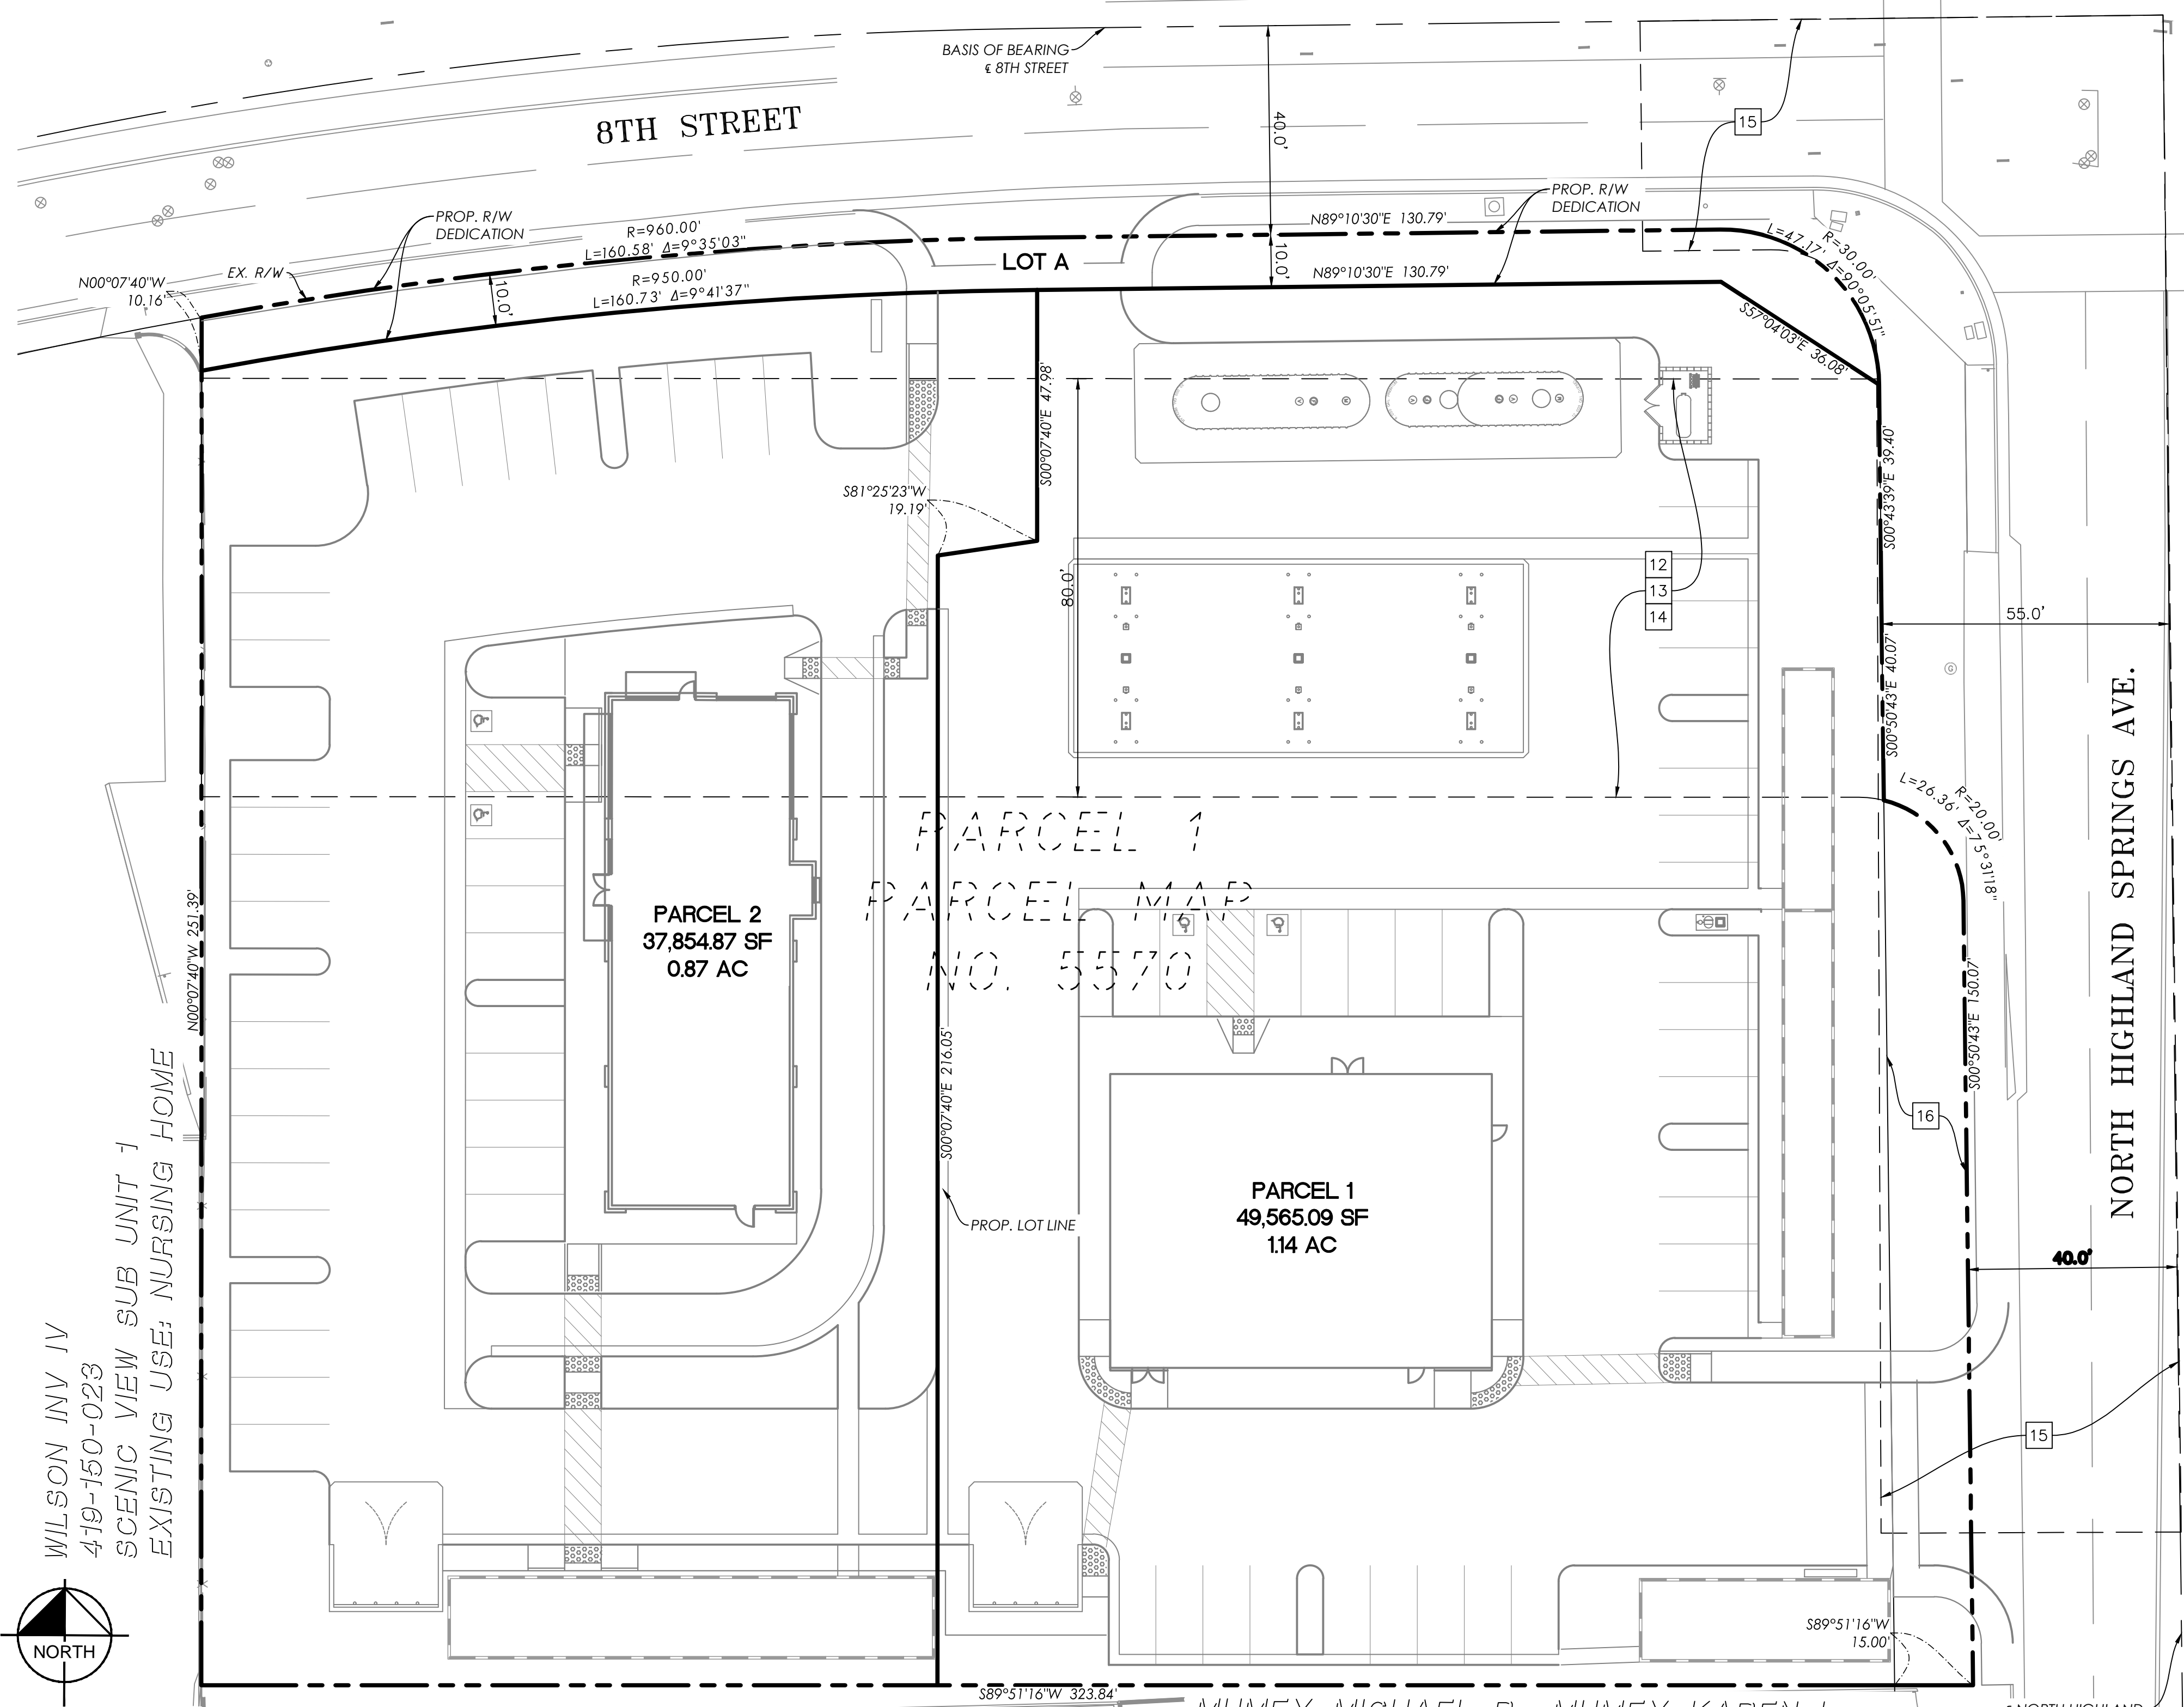 BASIS OF BEARING
℄ 8TH STREET
8TH STREET
40.0'
15
PROP. R/W
DEDICATION
PROP. R/W
DEDICATION
R=960.00'
L=160.58' Δ=9°35'03"
N89°10'30"E 130.79'
R=30.00'
L=47.17' Δ=90°05'51"
EX. R/W
N00°07'40"W
10.16'
R=950.00'
L=160.73' Δ=9°41'37"
10.0'
LOT A
10.0'
N89°10'30"E 130.79'
S57°04'03"E 36.08'
S00°07'40"E 47.98'
S00°43'39"E 39.40'
S81°25'23"W
19.19'
80.0'
12
13
14
55.0'
S00°50'43"E 40.07'
R=20.00'
L=26.36' Δ=75°31'18"
NORTH HIGHLAND SPRINGS AVE.
PARCEL 1
PARCEL MAP
NO. 5570
PARCEL 2
37,854.87 SF
0.87 AC
N00°07'40"W 251.39'
S00°07'40"E 216.05'
S00°50'43"E 150.07'
16
PROP. LOT LINE
PARCEL 1
49,565.09 SF
1.14 AC
40.0'
15
WILSON INV IV
419-150-023
SCENIC VIEW SUB UNIT 1
EXISTING USE: NURSING HOME
NORTH
S89°51'16"W
15.00'
S89°51'16"W 323.84'